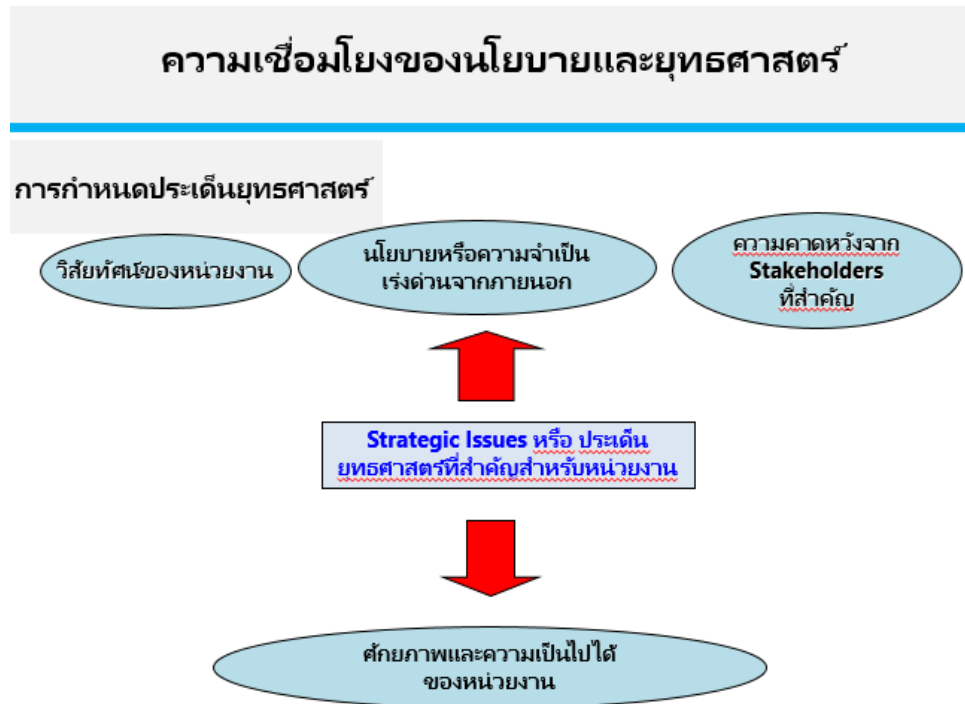 ความเชื่อมโยงของนโยบายและยุทธศาสตร์
การกำหนดประเด็นยุทธศาสตร์
วิสัยทัศน์ของหน่วยงาน
นโยบายหรือความจำเป็น
เร่งด่วนจากภายนอก
ความคาดหวังจาก
Stakeholders
ที่สำคัญ
Strategic Issues หรือ ประเด็น
ยุทธศาสตร์ที่สำคัญสำหรับหน่วยงาน
ศักยภาพและความเป็นไปได้
ของหน่วยงาน